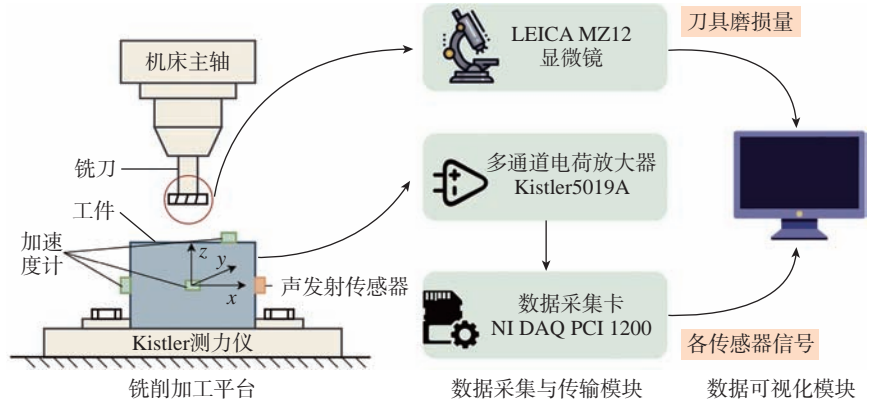 机床主轴
铣刀
工件
加速
度计
z
y
x
声发射传感器
Kistler测力仪
铣削加工平台
LEICA MZ12
显微镜
多通道电荷放大器
Kistler5019A
数据采集卡
NI DAQ PCI 1200
数据采集与传输模块
刀具磨损量
各传感器信号
数据可视化模块